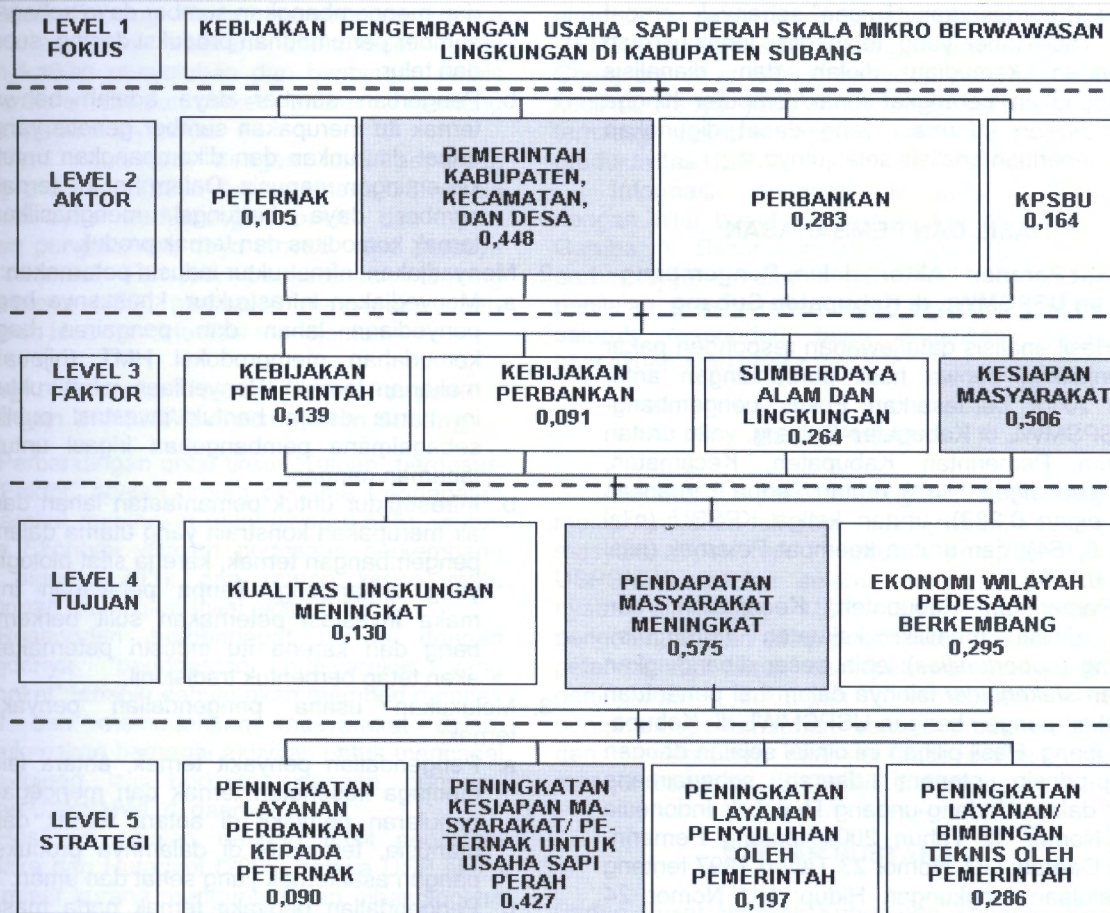 LEVEL 1
FOKUS
KEBIJAKAN PENGEMBANGAN USAHA SAPI PERAH SKALA MIKRO BERWAWASAN
LINGKUNGAN DI KABUPATEN SUBANG
LEVEL 2
AKTOR
PETERNAK
0,105
PEMERINTAH
KABUPATEN,
KECAMATAN,
DAN DESA
0,448
PERBANKAN
0,283
KPSBU
0,164
LEVEL 3
FAKTOR
KEBIJAKAN
PEMERINTAH
0,139
KEBIJAKAN
PERBANKAN
0,091
SUMBERDAYA
ALAM DAN
LINGKUNGAN
0.264
KESIAPAN
MASYARAKAT
0,506
LEVEL 4
TUJUAN
KUALITAS LINGKUNGAN
MENINGKAT
0,130
PENDAPATAN
MASYARAKAT
MENINGKAT
0,575
EKONOMI WILAYAH
PEDESAAN
BERKEMBANG
0,295
LEVEL 5
STRATEGI
PENINGKATAN
LAYANAN
PERBANKAN
KEPADA
PETERNAK
0,090
PENINGKATAN
KESIAPAN MA-
SYARAKAT/ PE-
TERNAK UNTUK
USAHA SAPI
PERAH
0,427
PENINGKATAN
LAYANAN
PENYULUHAN
OLEH
PEMERINTAH
0,197
PENINGKATAN
LAYANAN/
BIMBINGAN
TEKNIS OLEH
PEMERINTAH
0,286